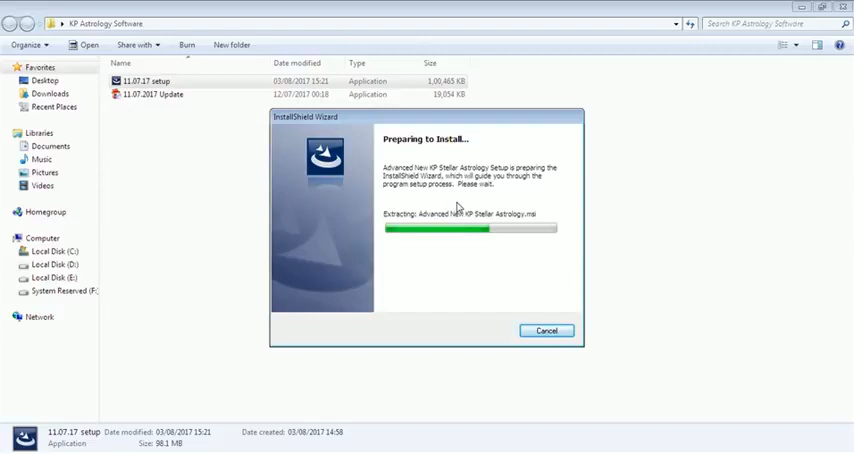 KP Astrology Software
Search KP Astrology Software
Organize
Open
Share with
Burn
New folder
Name
Date modified
Type
Size
Favorites
Desktop
Downloads
Recent Places
Libraries
Documents
Music
Pictures
Videos
Homegroup
Computer
Local Disk (C:)
Local Disk (D:)
Local Disk (E:)
System Reserved (F:
Network
11.07.17 setup 03/08/2017 15:21 Application 1,00,465 KB
11.07.2017 Update 12/07/2017 00:18 Application 19,054 KB
InstallShield Wizard
Preparing to Install...
Advanced New KP Stellar Astrology Setup is preparing the
InstallShield Wizard, which will guide you through the
program setup process. Please wait.
Extracting: Advanced New KP Stellar Astrology.msi
Cancel
11.07.17 setup Date modified: 03/08/2017 15:21 Date created: 03/08/2017 14:58
Application Size: 98.1 MB